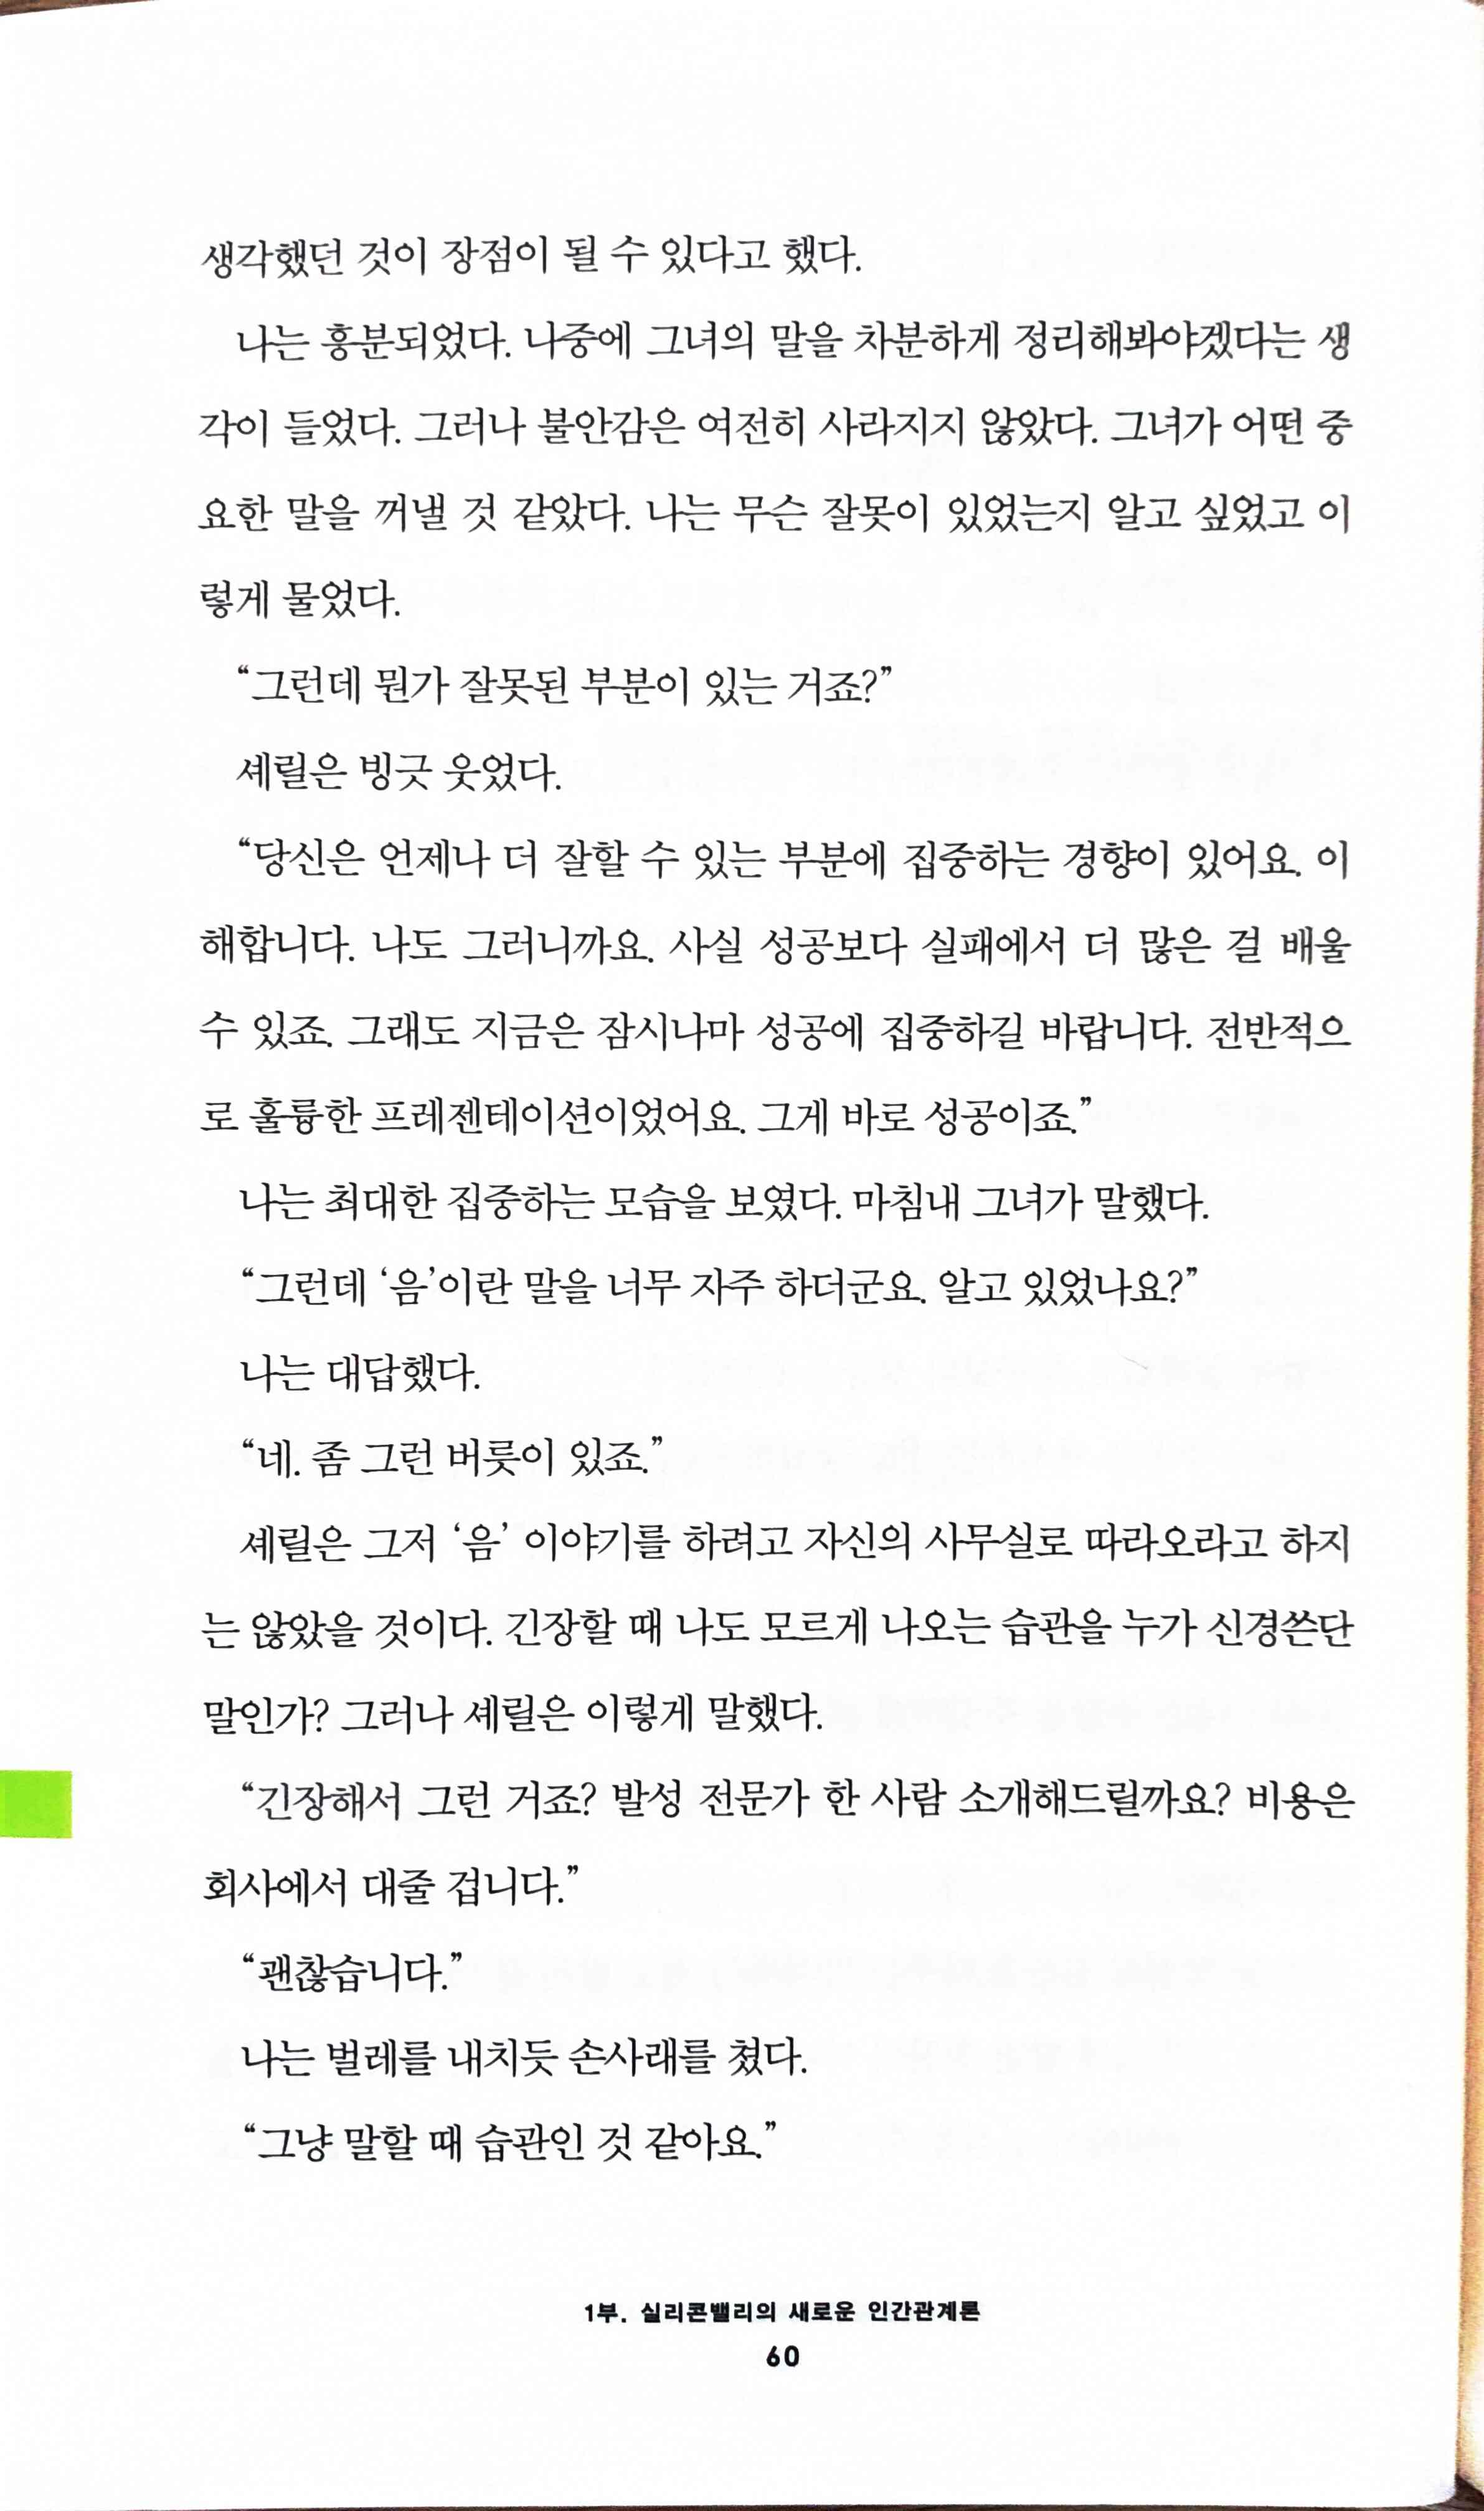 생각했던 것이 장점이 될 수 있다고 했다.
나는 흥분되었다. 나중에 그녀의 말을 차분하게 정리해봐야겠다는 생
각이 들었다. 그러나 불안감은 여전히 사라지지 않았다. 그녀가 어떤 중
요한 말을 꺼낼 것 같았다. 나는 무슨 잘못이 있었는지 알고 싶었고 이
렇게 물었다.
“그런데 뭔가 잘못된 부분이 있는 거죠?”
셰릴은 빙긋 웃었다.
“당신은 언제나 더 잘할 수 있는 부분에 집중하는 경향이 있어요. 이
해합니다. 나도 그러니까요. 사실 성공보다 실패에서 더 많은 걸 배울
수 있죠. 그래도 지금은 잠시나마 성공에 집중하길 바랍니다. 전반적으
로 훌륭한 프레젠테이션이었어요. 그게 바로 성공이죠.”
나는 최대한 집중하는 모습을 보였다. 마침내 그녀가 말했다.
“그런데 ‘음’이란 말을 너무 자주 하더군요. 알고 있었나요?”
나는 대답했다.
“네. 좀 그런 버릇이 있죠.”
셰릴은 그저 ‘음’ 이야기를 하려고 자신의 사무실로 따라오라고 하지
는 않았을 것이다. 긴장할 때 나도 모르게 나오는 습관을 누가 신경쓴단
말인가? 그러나 셰릴은 이렇게 말했다.
“긴장해서 그런 거죠? 발성 전문가 한 사람 소개해드릴까요? 비용은
회사에서 대줄 겁니다.”
“괜찮습니다.”
나는 벌레를 내치듯 손사래를 쳤다.
“그냥 말할 때 습관인 것 같아요.”
1부. 실리콘밸리의 새로운 인간관계론
60